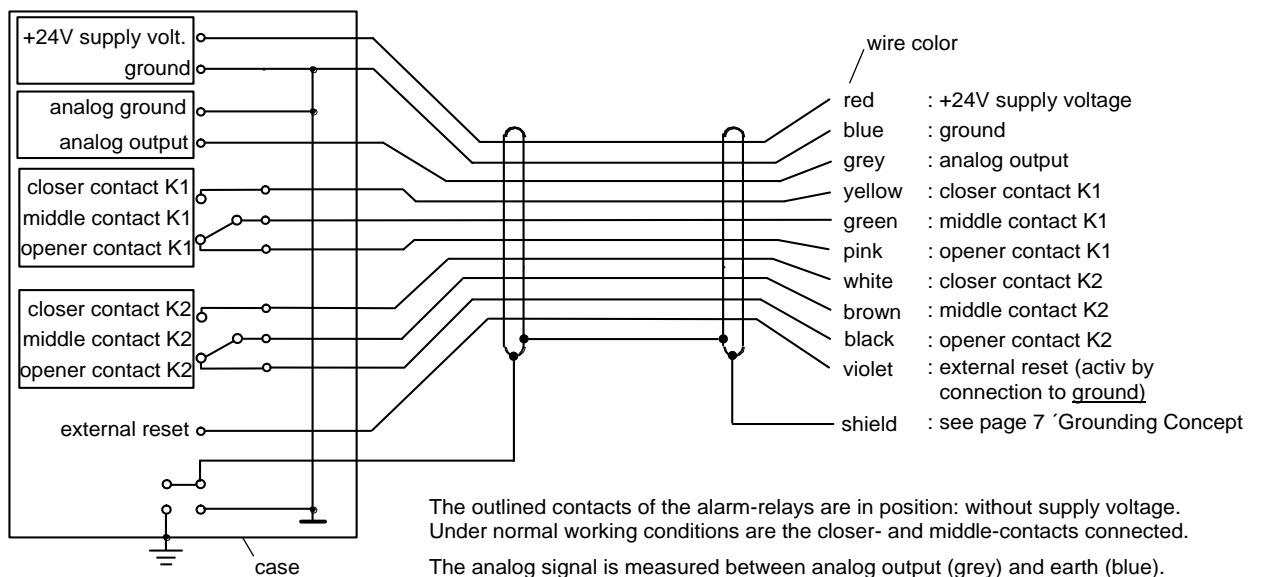 +24V supply volt.
ground
analog ground
analog output
closer contact K1
middle contact K1
opener contact K1
closer contact K2
middle contact K2
opener contact K2
external reset
case
wire color
red : +24V supply voltage
blue : ground
grey : analog output
yellow : closer contact K1
green : middle contact K1
pink : opener contact K1
white : closer contact K2
brown : middle contact K2
black : opener contact K2
violet : external reset (activ by
connection to ground)
shield : see page 7 ´Grounding Concept
The outlined contacts of the alarm-relays are in position: without supply voltage.
Under normal working conditions are the closer- and middle-contacts connected.
The analog signal is measured between analog output (grey) and earth (blue).